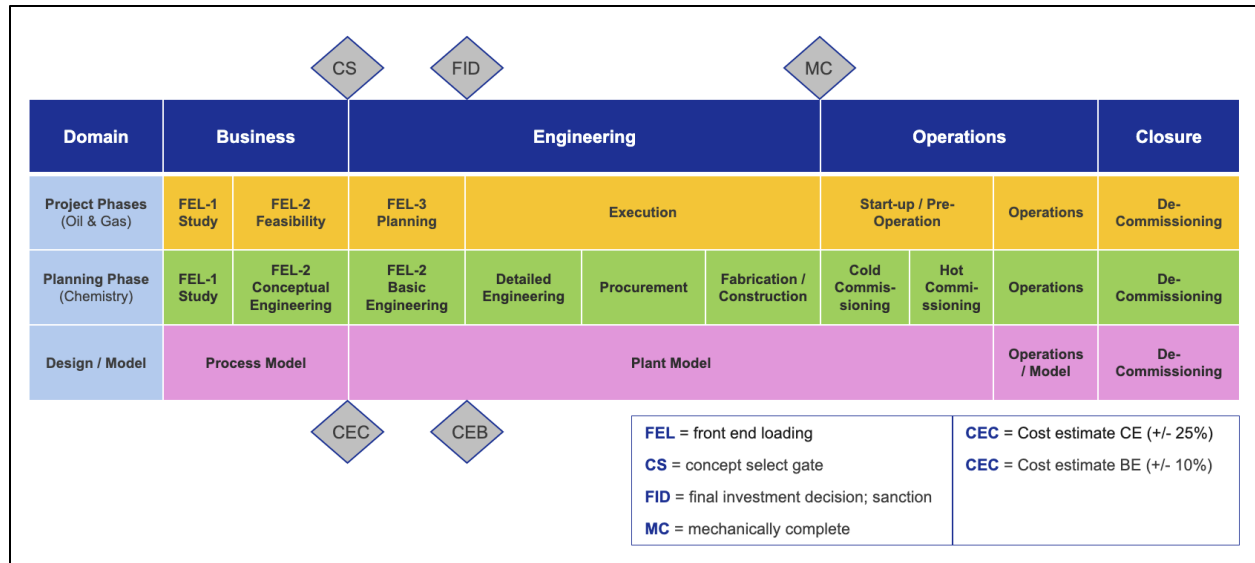 CS
FID
MC
Domain
Business
Engineering
Operations
Closure
Project Phases
(Oil & Gas)
FEL-1
Study
FEL-2
Feasibility
FEL-3
Planning
Execution
Start-up / Pre-
Operation
Operations
De-
Commissioning
Planning Phase
(Chemistry)
FEL-1
Study
FEL-2
Conceptual
Engineering
FEL-2
Basic
Engineering
Detailed
Engineering
Procurement
Fabrication /
Construction
Cold
Commis-
sioning
Hot
Commi-
ssioning
Operations
De-
Commissioning
Design / Model
Process Model
Plant Model
Operations
/ Model
De-
Commissioning
CEC
CEB
FEL = front end loading
CS = concept select gate
FID = final investment decision; sanction
MC = mechanically complete
CEC = Cost estimate CE (+/- 25%)
CEC = Cost estimate BE (+/- 10%)